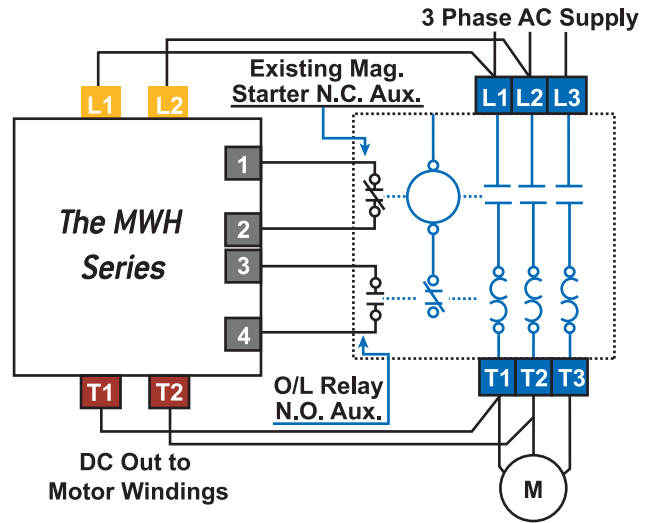 3 Phase AC Supply
Existing Mag.
Starter N.C. Aux.
L1 L2
L1 L2 L3
1
The MWH
Series
2
3
4
O/L Relay
N.O. Aux.
T1 T2
T1 T2 T3
DC Out to
Motor Windings
M